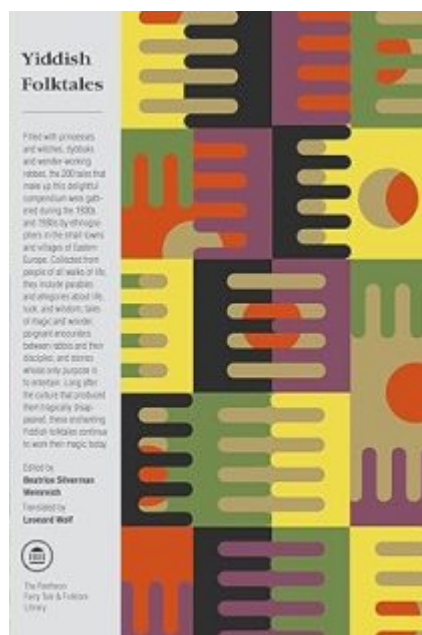 Yiddish
Folktales
Filled with princesses
and witches, dybbuks
and wonder-working
rebbes, the 200 tales that
make up this delightful
compendium were gath-
ered during the 1920s
and 1930s by ethnogra-
phers in the small towns
and villages of Eastern
Europe. Collected from
people of all walks of life,
they include parables
and allegories about life,
luck, and wisdom; tales
of magic and wonder;
poignant encounters
between rabbis and their
disciples; and stories
whose only purpose is
to entertain. Long after
the culture that produced
them tragically disap-
peared, these enchanting
Yiddish folktales continue
to work their magic today.
Edited by
Beatrice Silverman
Weinreich
Translated by
Leonard Wolf
The Pantheon
Fairy Tale & Folklore
Library